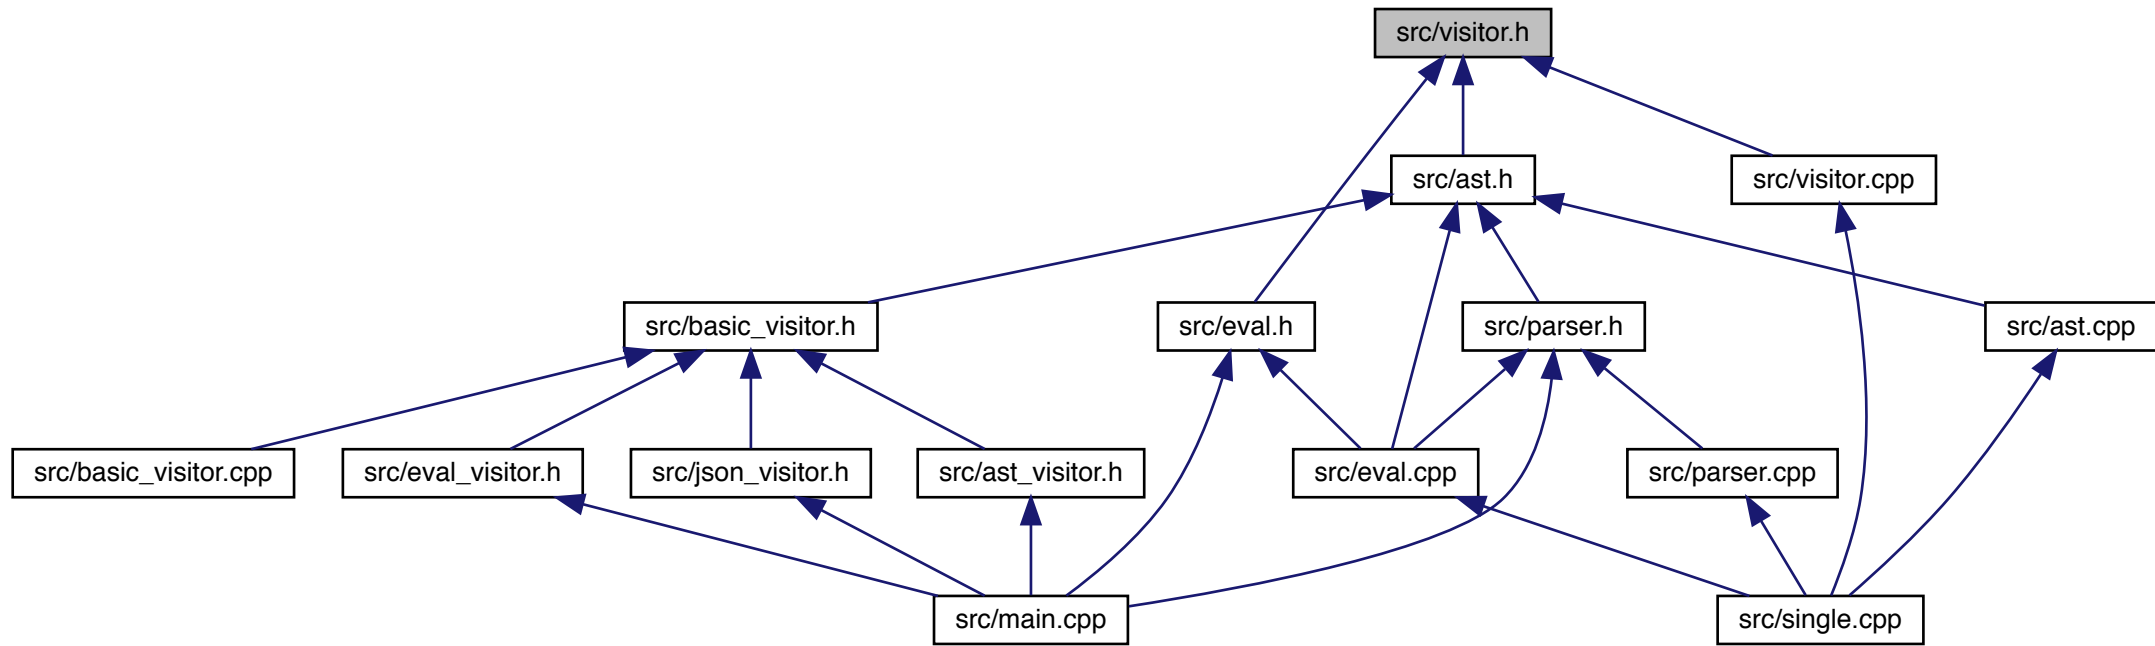 src/visitor.h
src/ast.h
src/visitor.cpp
src/basic_visitor.h
src/eval.h
src/parser.h
src/ast.cpp
src/basic_visitor.cpp
src/eval_visitor.h
src/json_visitor.h
src/ast_visitor.h
src/eval.cpp
src/parser.cpp
src/main.cpp
src/single.cpp